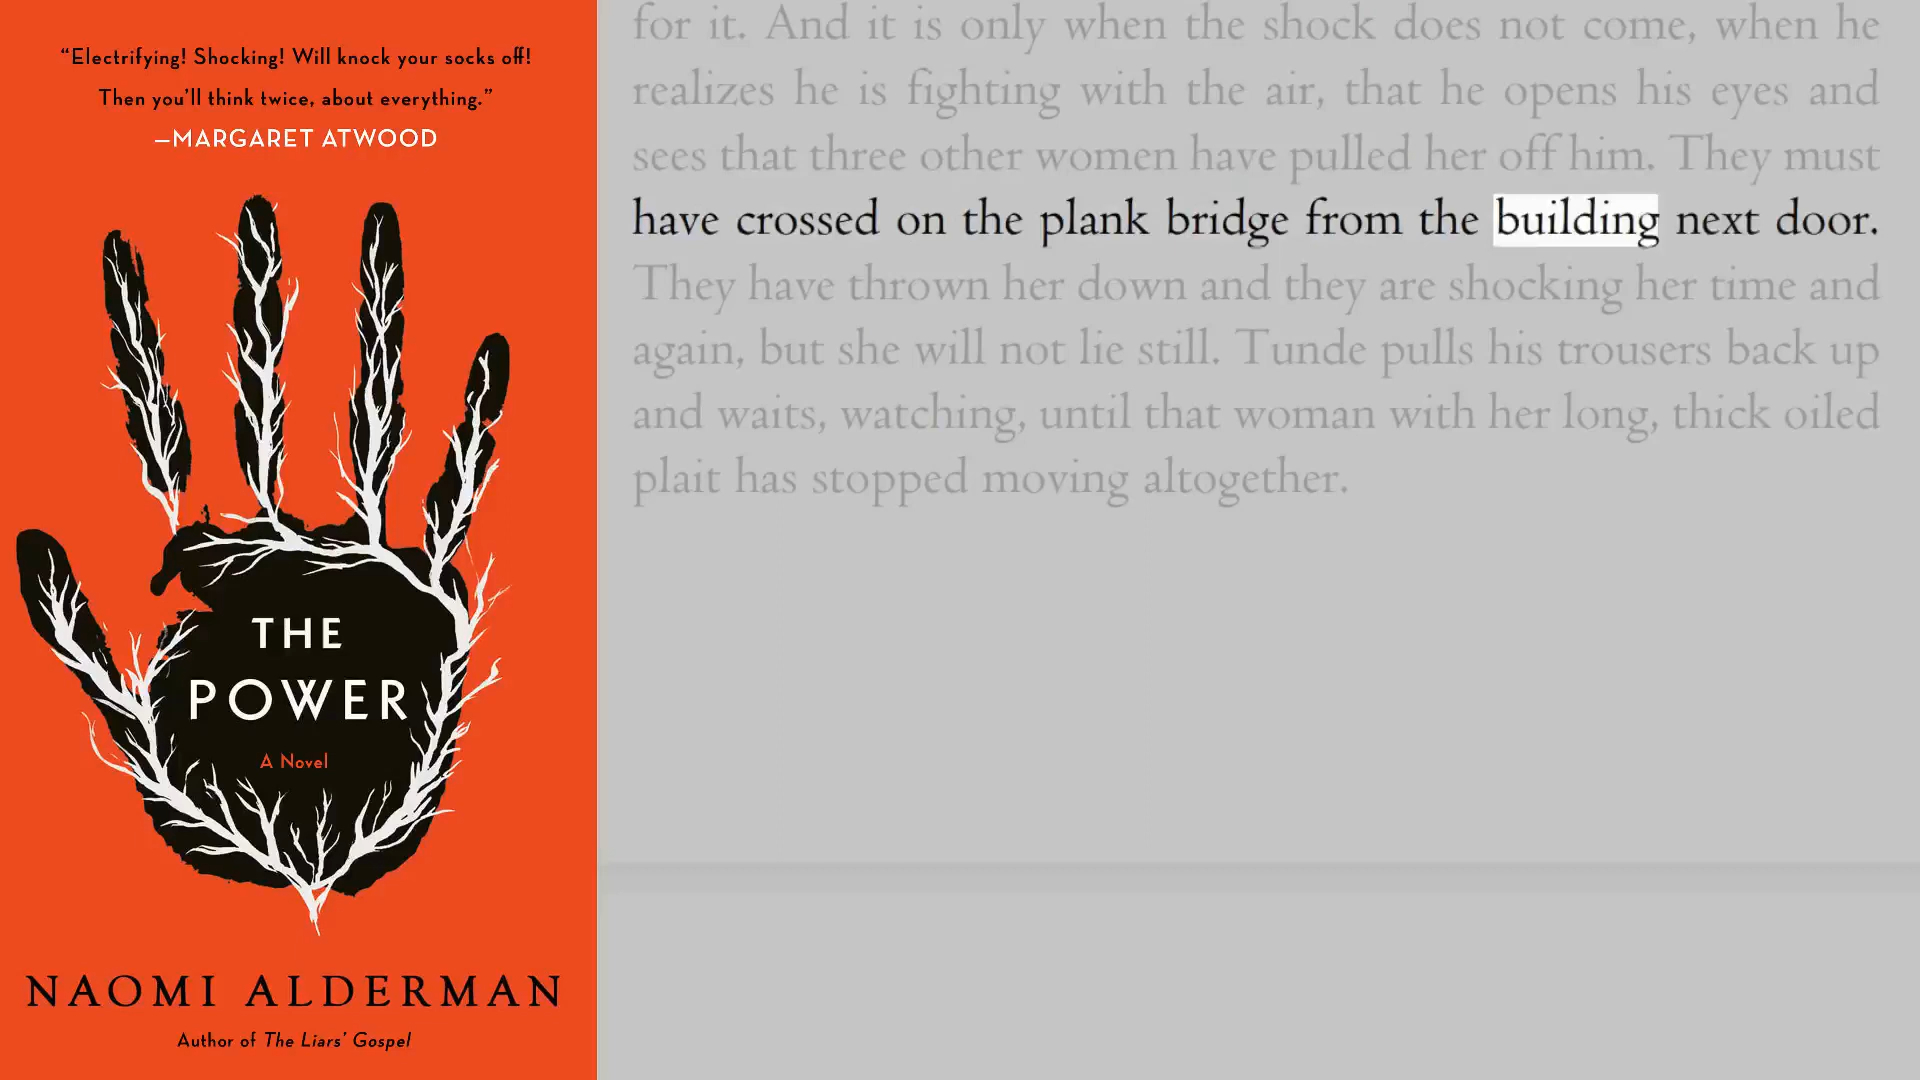 “Electrifying! Shocking! Will knock your socks off!
Then you’ll think twice, about everything.”
—MARGARET ATWOOD
THE
POWER
A Novel
NAOMI ALDERMAN
Author of The Liars’ Gospel
for it. And it is only when the shock does not come, when he
realizes he is fighting with the air, that he opens his eyes and
sees that three other women have pulled her off him. They must
have crossed on the plank bridge from the building next door.
They have thrown her down and they are shocking her time and
again, but she will not lie still. Tunde pulls his trousers back up
and waits, watching, until that woman with her long, thick oiled
plait has stopped moving altogether.